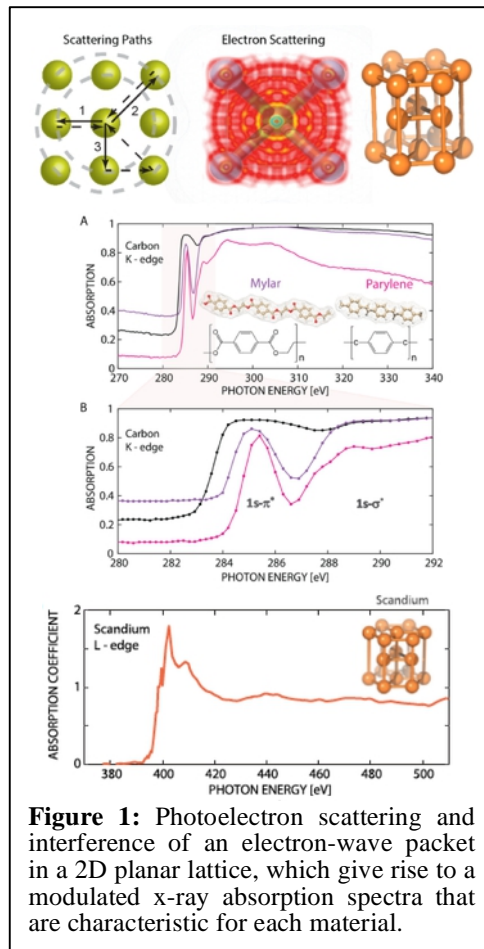 Scattering Paths
Electron Scattering
1
2
3
A
Carbon
K - edge
Mylar
Parylene
O
O
O
O
n
C
C
n
ABSORPTION
1
0.8
0.6
0.4
0.2
0
270 280 290 300 310 320 330 340
PHOTON ENERGY [eV]
B
Carbon
K - edge
1s-π*
1s-σ*
ABSORPTION
0.8
0.6
0.4
0.2
0
280 282 284 286 288 290 292
PHOTON ENERGY [eV]
Scandium
Scandium
L - edge
ABSORPTION COEFFICIENT
2
1
0
380 400 420 440 460 480 500
PHOTON ENERGY [eV]
Figure 1: Photoelectron scattering and
interference of an electron-wave packet
in a 2D planar lattice, which give rise to a
modulated x-ray absorption spectra that
are characteristic for each material.